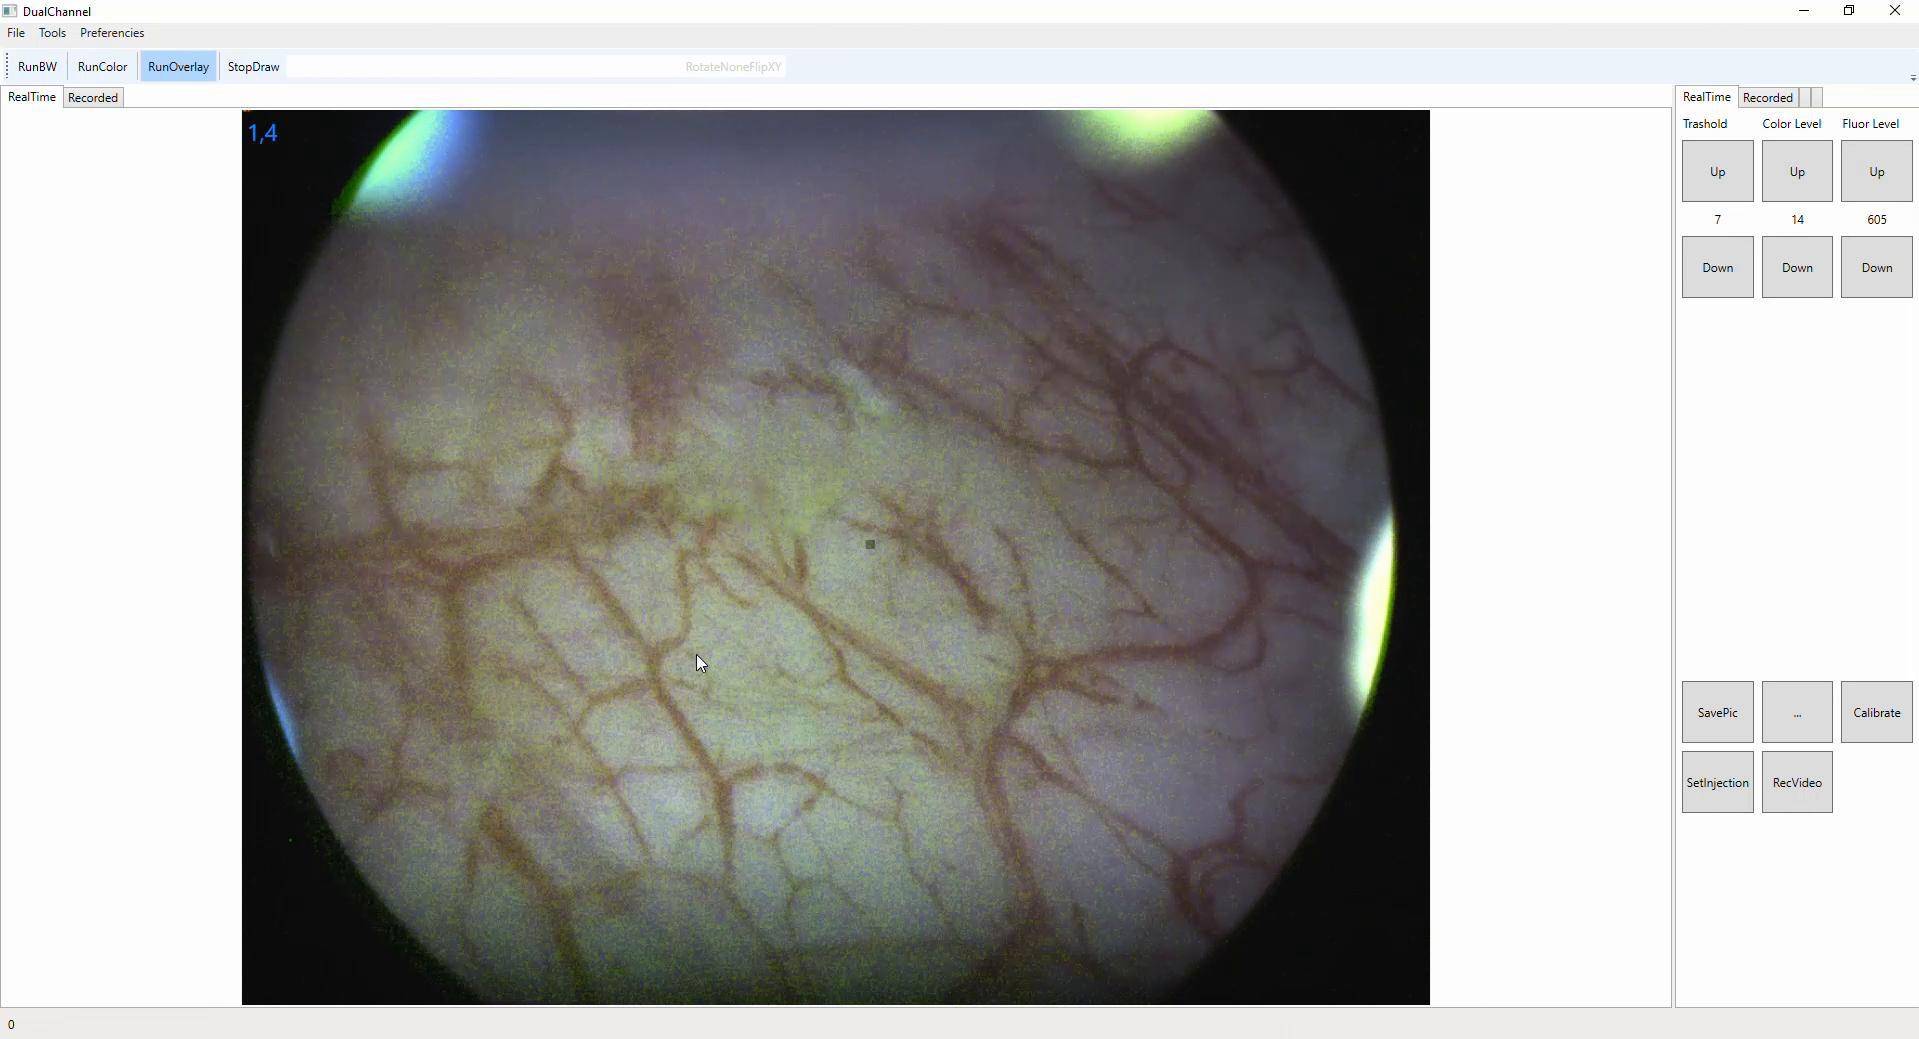 DualChannel
File Tools Preferencies
RunBW RunColor RunOverlay StopDraw RotateNoneFlipXY
RealTime Recorded
RealTime Recorded
1,4
Trashold Color Level Fluor Level
Up Up Up
7 14 605
Down Down Down
SavePic ... Calibrate
SetInjection RecVideo
0